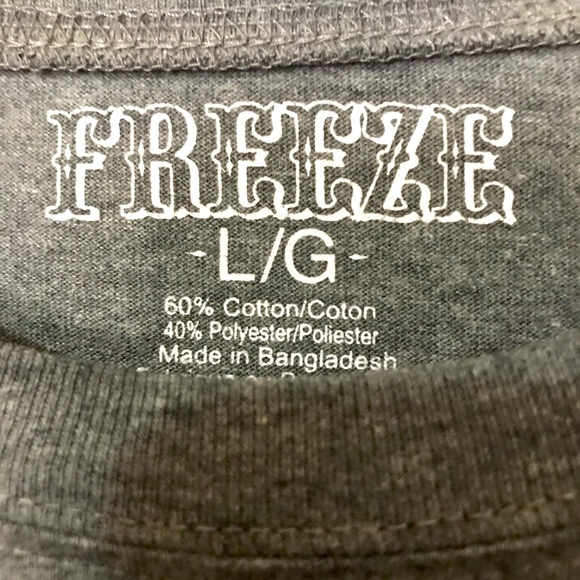 FREEZE
-L/G-
60% Cotton/Coton
40% Polyester/Poliester
Made in Bangladesh